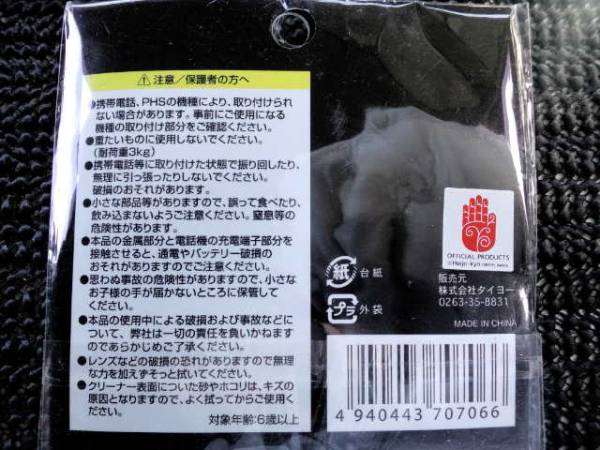 ⚠注意/保護者の方へ
●携帯電話、PHSの機種により、取り付けられ
ない場合があります。事前にご使用になる
機種の取り付け部分をご確認ください。
●重たいものに使用しないでください。
(耐荷重3kg)
●携帯電話等に取り付けた状態で振り回したり、
無理に引っ張ったりしないでください。
破損のおそれがあります。
●小さな部品等がありますので、誤って食べたり、
飲み込まないようご注意ください。窒息等の
危険性があります。
●本品の金属部分と電話機の充電端子部分を
接触させると、通電やバッテリー破損の
おそれがありますのでご注意ください。
●思わぬ事故の危険性がありますので、小さな
お子様の手が届かないところに保管して
ください。
●本品の使用中による破損および事故などに
ついて、弊社は一切の責任を負いかねます
のであらかじめご了承ください。
●レンズなどの破損の恐れがありますので無理
な力を加えずそっと拭いてください。
●クリーナー表面についた砂やホコリは、キズの
原因となりますので、よく拭ってからご使用く
ださい。
対象年齢:6歳以上
OFFICIAL PRODUCTS
紙 台紙
プラ 外袋
販売元
株式会社タイヨー
0263-35-8831
MADE IN CHINA
4 940443 707066